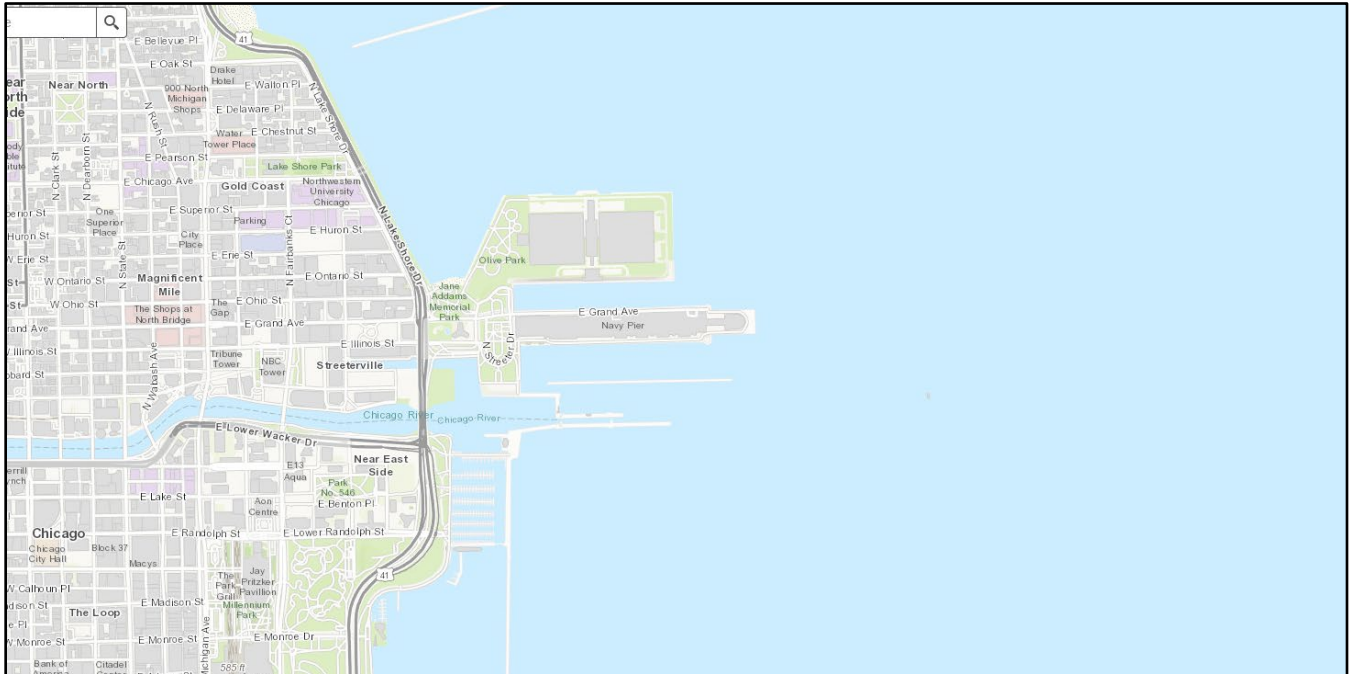 41
E Bellevue Pl
E Oak St
Drake
Hotel
Near North
900 North
Michigan
Shops
E Walton Pl
N Lake Shore Dr
N Rush St
E Delaware Pl
Water
Tower Place
E Chestnut St
E Pearson St
Lake Shore Park
N Clark St
N Dearborn St
E Chicago Ave
Gold Coast
Northwestern
University
Chicago
One
Superior
Place
E Superior St
Parking
N Fairbanks Ct
N Lake Shore Dr
E Huron St
Huron St
City
Place
W Erie St
E Erie St
N State St
Olive Park
W Ontario St
Magnificent
Mile
E Ontario St
Jane
Addams
Memorial
Park
W Ohio St
The Shops at
North Bridge
The
Gap
E Ohio St
E Grand Ave
E Grand Ave
Navy Pier
N Streeter Dr
E Illinois St
N Wabash Ave
Tribune
Tower
NBC
Tower
Streeterville
Chicago River
Chicago River
E Lower Wacker Dr
Near East
Side
E13
Aqua
Park
No. 546
E Lake St
E Benton Pl
Aon
Centre
Chicago
E Randolph St
E Lower Randolph St
Chicago
City Hall
Block 37
Macys
The
Park
Grill
Jay
Pritzker
Pavilion
41
W Calhoun Pl
E Madison St
Millennium
Park
The Loop
W Monroe St
E Monroe St
E Monroe Dr
Michigan Ave
Bank of
Citadel
585 ft